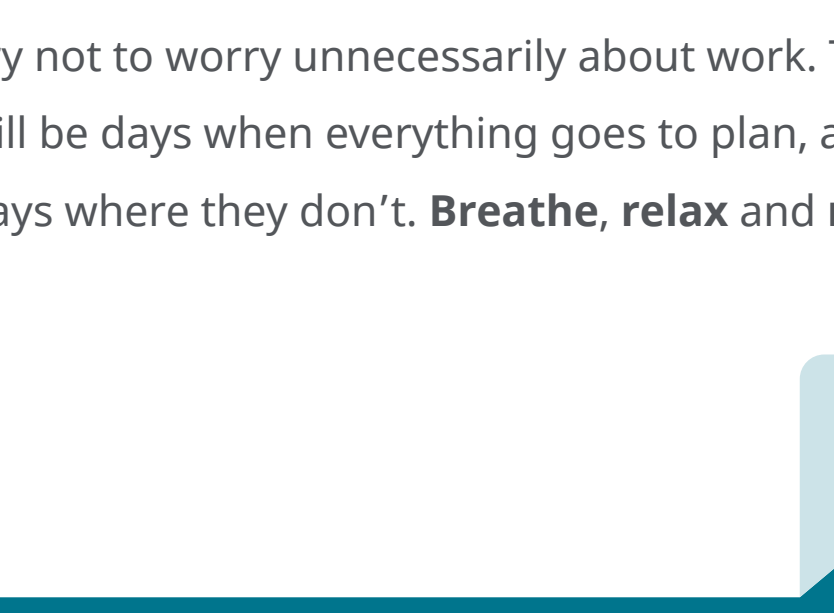 y not to worry unnecessarily about work.
ill be days when everything goes to plan, a
ays where they don’t. Breathe, relax and